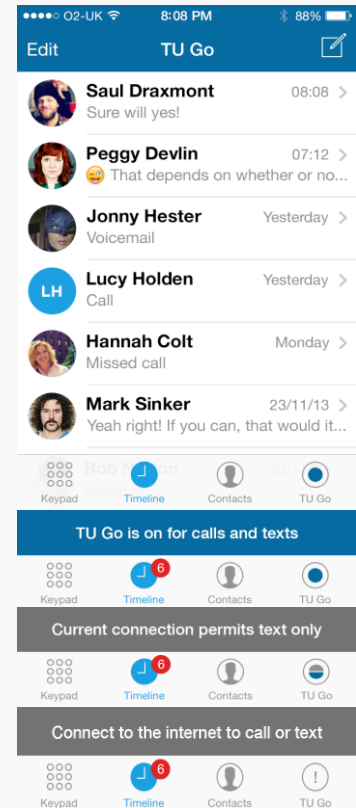 O2-UK 8:08 PM 88%
Edit TU Go
Saul Draxmont 08:08
Sure will yes!
Peggy Devlin 07:12
😜 That depends on whether or no...
Jonny Hester Yesterday
Voicemail
LH Lucy Holden Yesterday
Call
Hannah Colt Monday
Missed call
Mark Sinker 23/11/13
Yeah right! If you can, that would it...
Rob
Keypad Timeline Contacts TU Go
TU Go is on for calls and texts
6
Keypad Timeline Contacts TU Go
Current connection permits text only
6
Keypad Timeline Contacts TU Go
Connect to the internet to call or text
6 !
Keypad Timeline Contacts TU Go